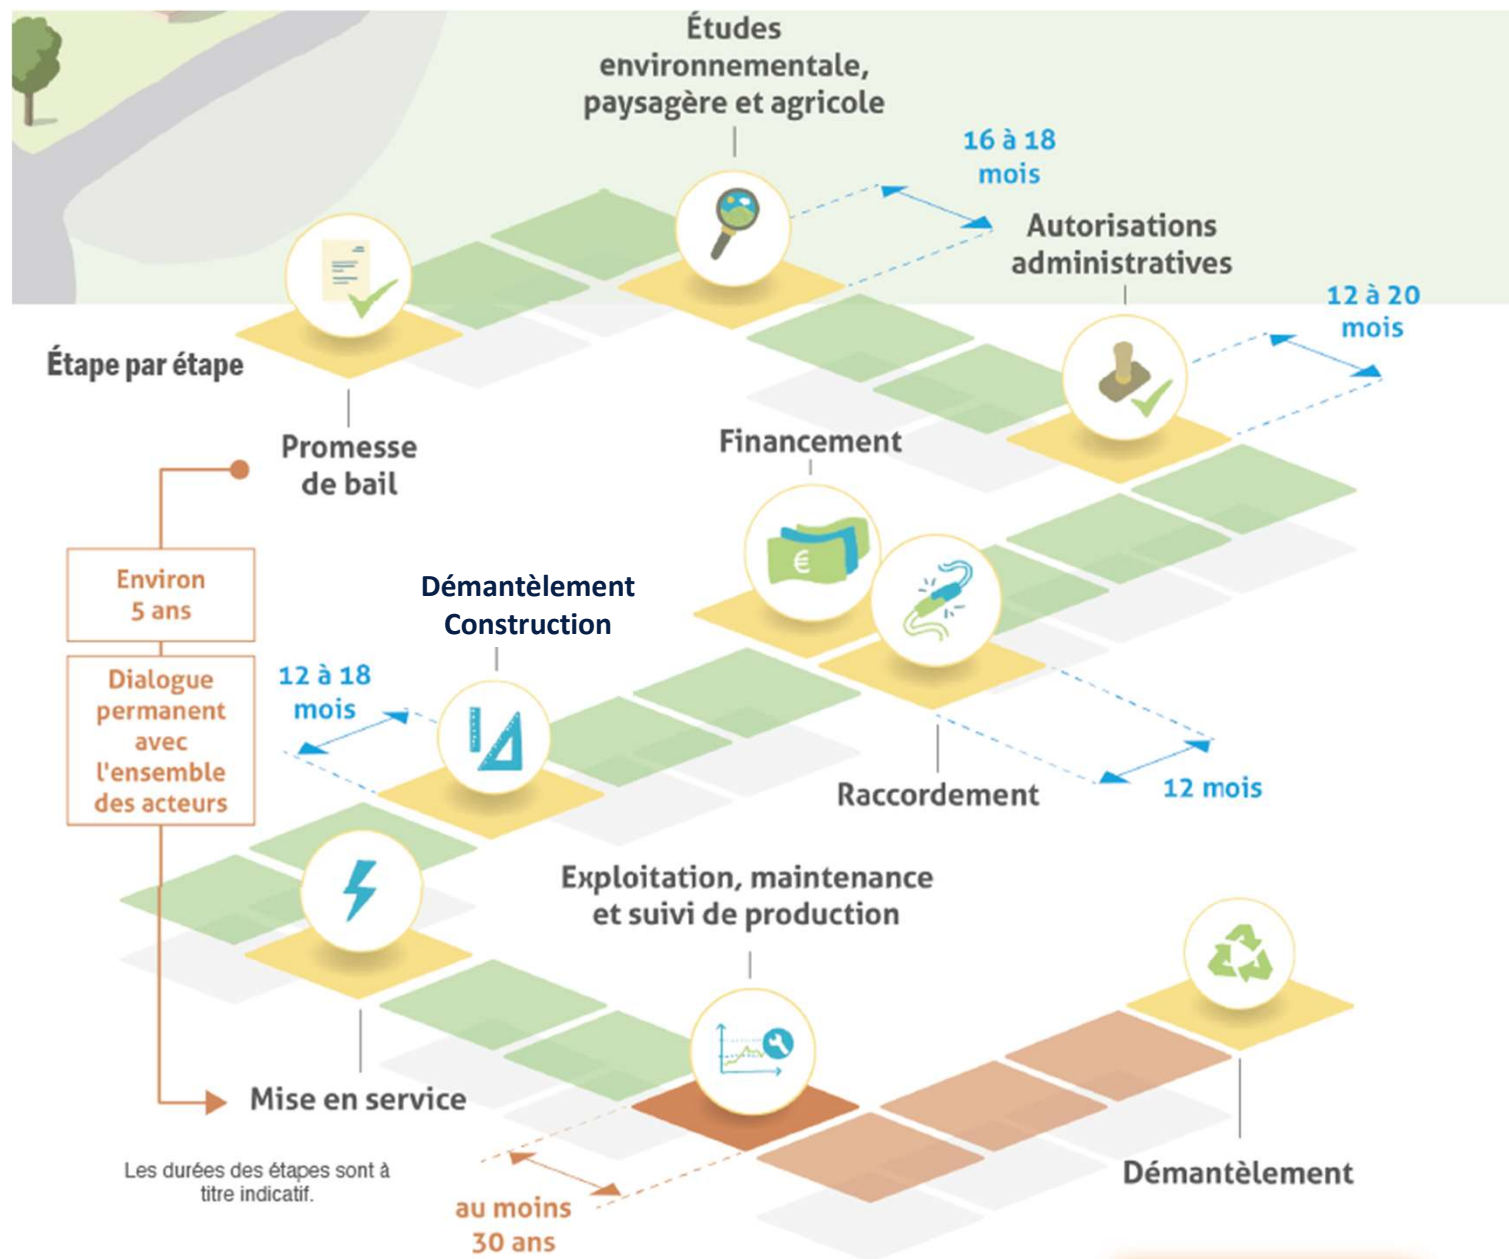 Études
environnementale,
paysagère et agricole
16 à 18
mois
Autorisations
administratives
12 à 20
mois
Étape par étape
Promesse
de bail
Financement
€
Environ
5 ans
Démantèlement
Construction
Dialogue
permanent
avec
l'ensemble
des acteurs
12 à 18
mois
Raccordement
12 mois
Exploitation, maintenance
et suivi de production
Mise en service
Les durées des étapes sont à
titre indicatif.
au moins
30 ans
Démantèlement